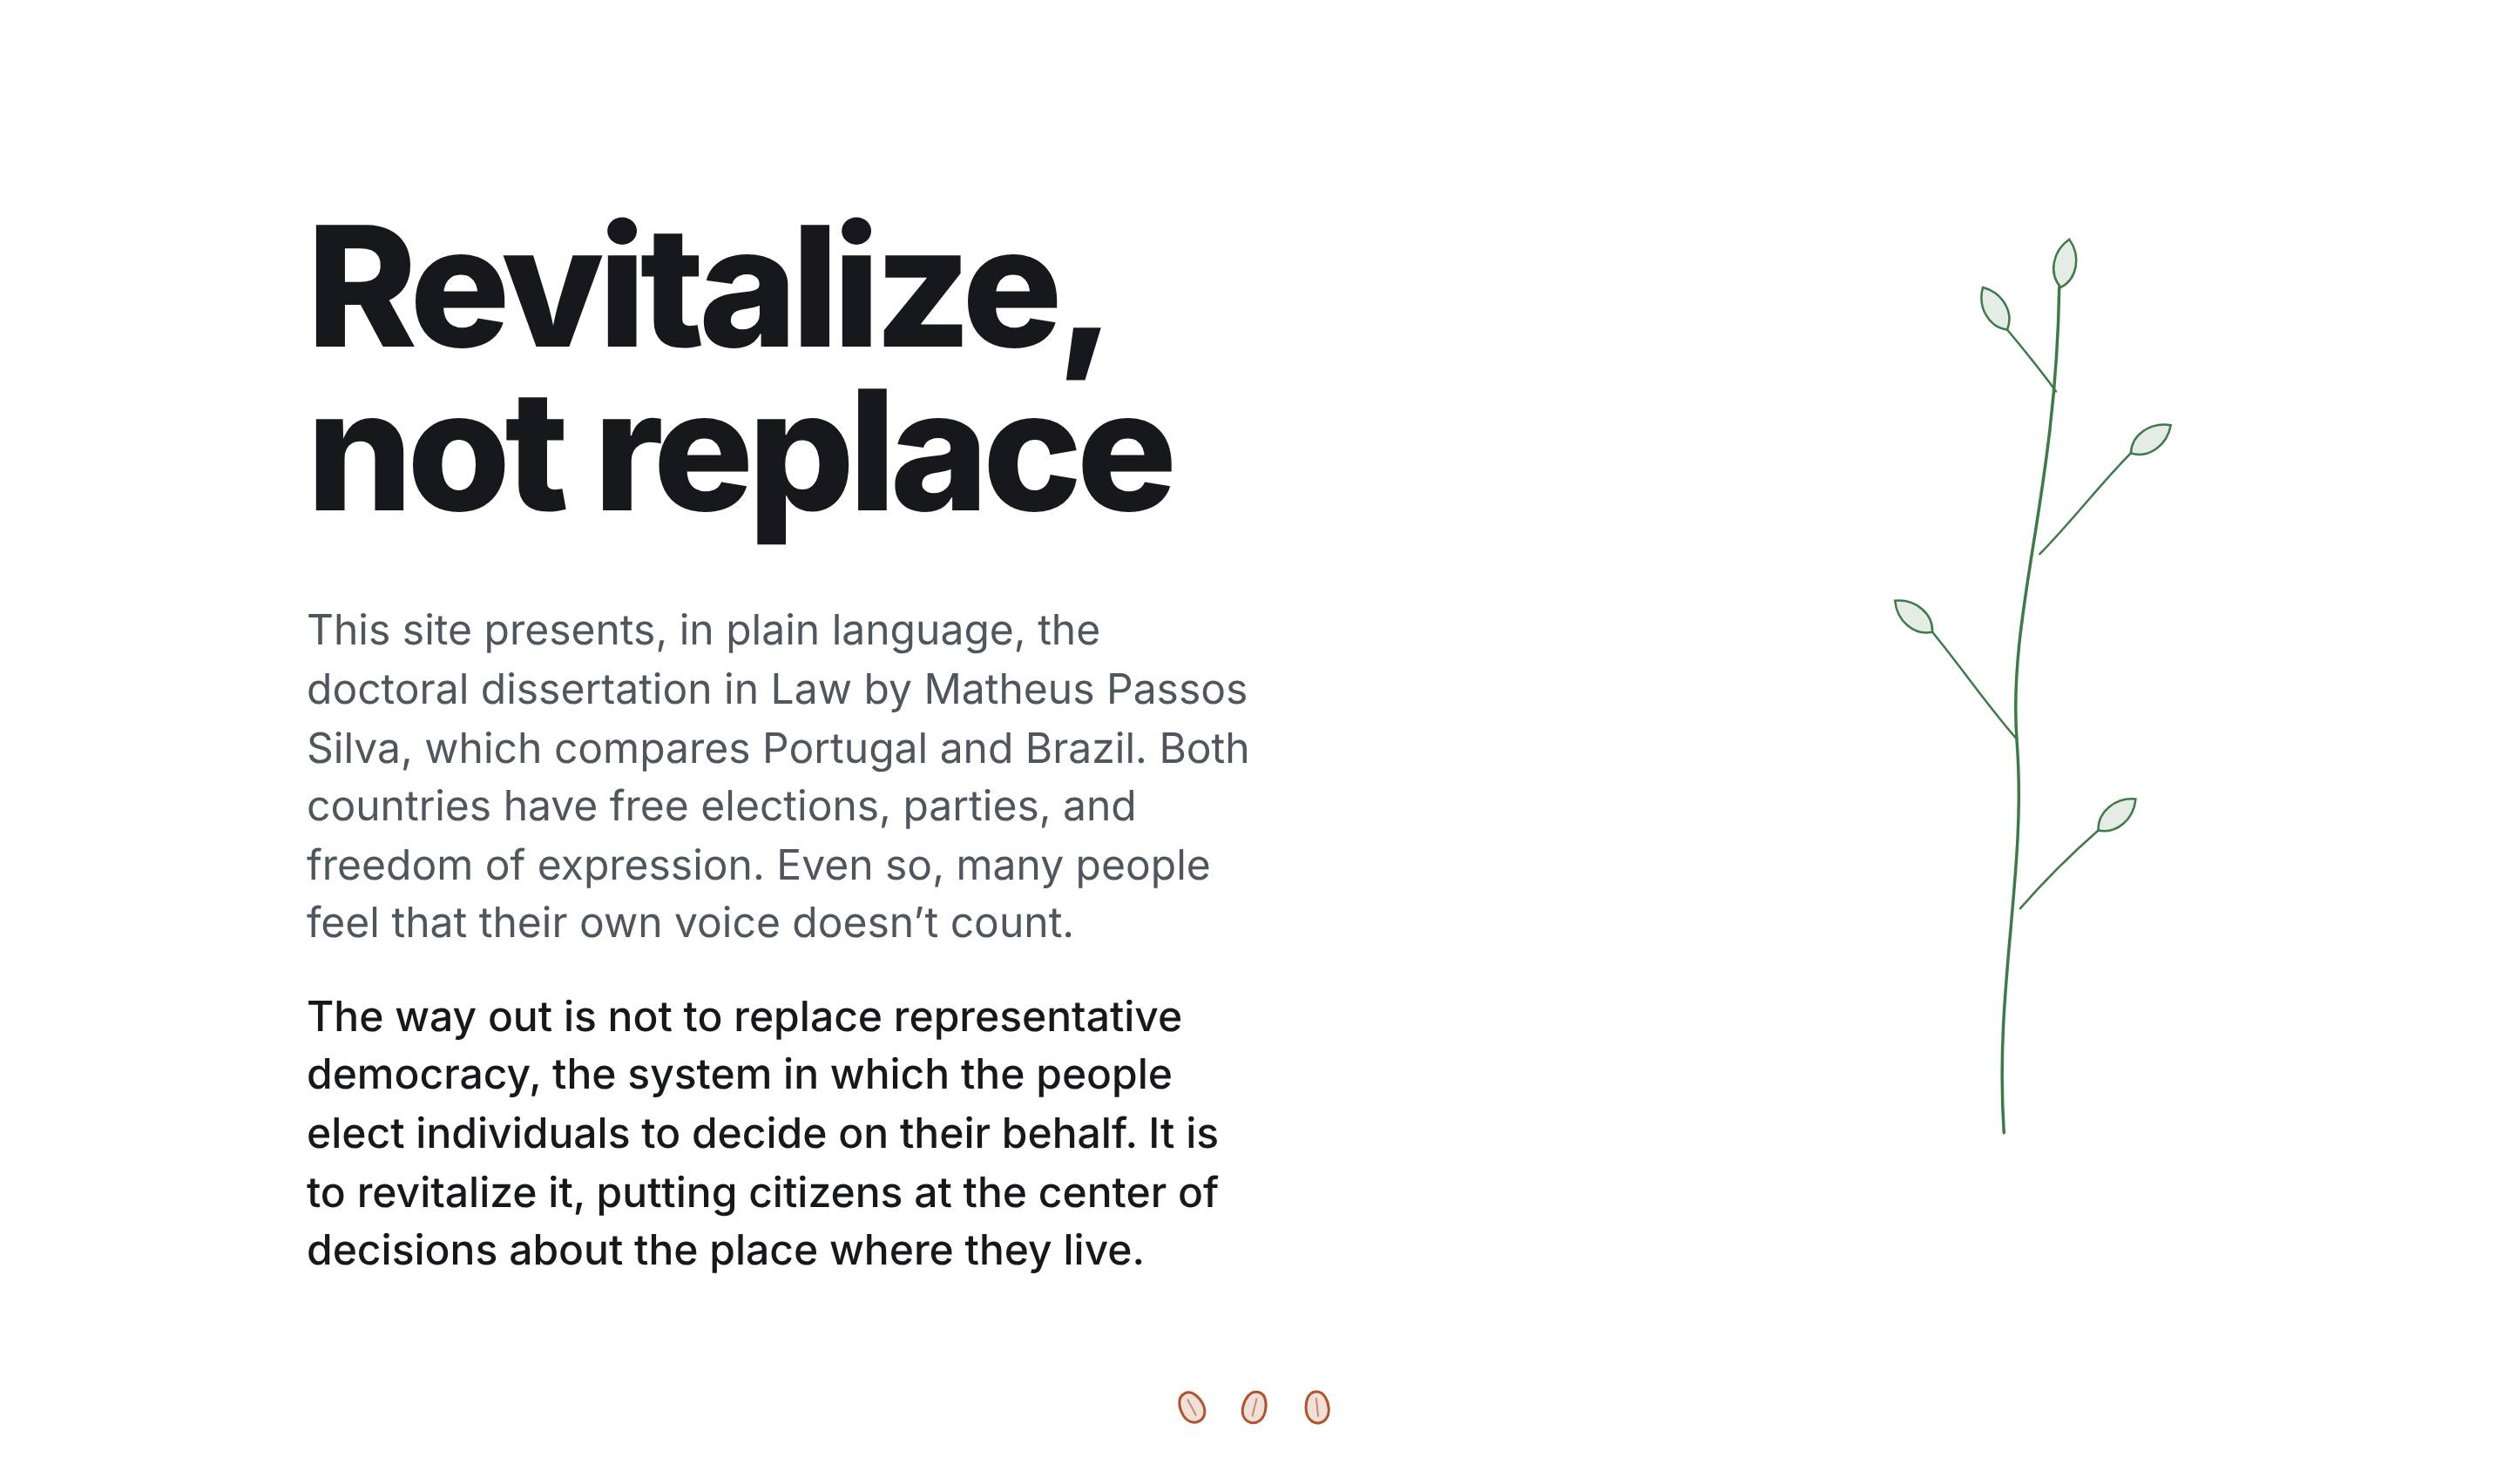 Revitalize,
not replace
This site presents, in plain language, the
doctoral dissertation in Law by Matheus Passos
Silva, which compares Portugal and Brazil. Both
countries have free elections, parties, and
freedom of expression. Even so, many people
feel that their own voice doesn’t count.
The way out is not to replace representative
democracy, the system in which the people
elect individuals to decide on their behalf. It is
to revitalize it, putting citizens at the center of
decisions about the place where they live.